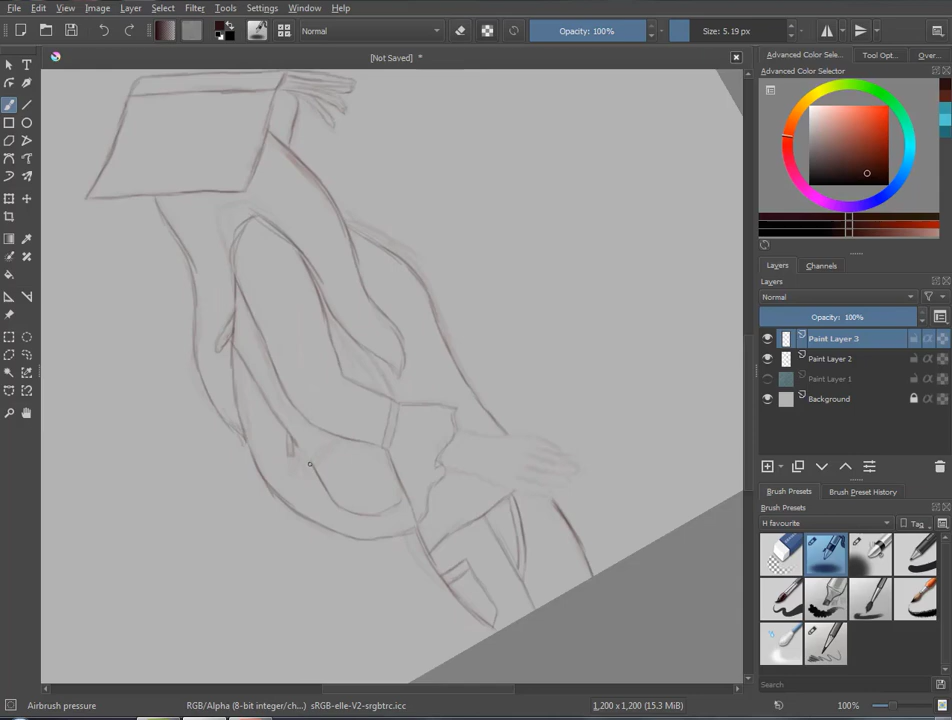 File Edit View Image Layer Select Filter Tools Settings Window Help
Normal Opacity: 100% Size: 5.19 px
[Not Saved] *
Advanced Color Selec... Tool Opt... Over...
Advanced Color Selector
Layers Channels
Layers
Normal
Opacity: 100%
Paint Layer 3
Paint Layer 2
Paint Layer 1
Background
Brush Presets Brush Preset History
Brush Presets
H favourite Tag
Search
Airbrush pressure RGB/Alpha (8-bit integer/ch...) sRGB-elle-V2-srgbtrc.icc 1,200 x 1,200 (15.3 MiB) 100%